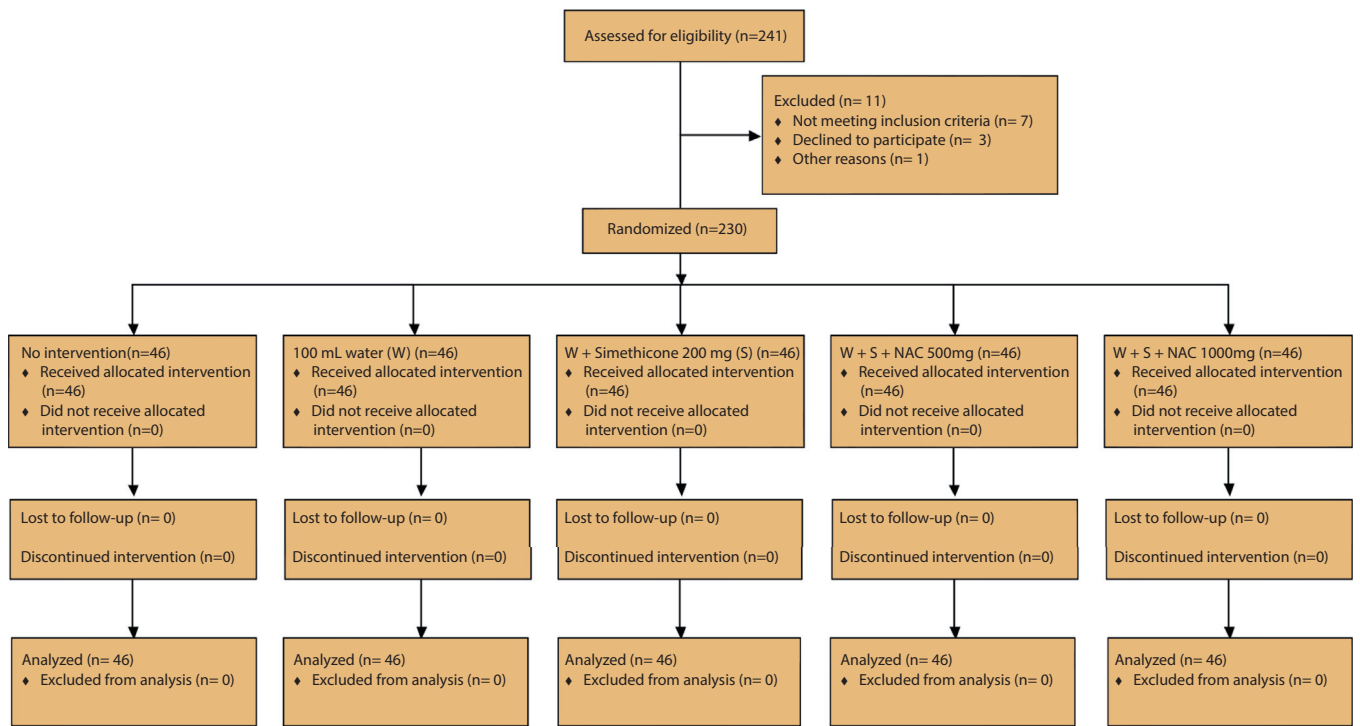 Assessed for eligibility (n=241)
Excluded (n= 11)
♦ Not meeting inclusion criteria (n= 7)
♦ Declined to participate (n= 3)
♦ Other reasons (n= 1)
Randomized (n=230)
No intervention(n=46)
♦ Received allocated intervention
(n=46)
♦ Did not receive allocated
intervention (n=0)
100 mL water (W) (n=46)
♦ Received allocated intervention
(n=46)
♦ Did not receive allocated
intervention (n=0)
W + Simethicone 200 mg (S) (n=46)
♦ Received allocated intervention
(n=46)
♦ Did not receive allocated
intervention (n=0)
W + S + NAC 500mg (n=46)
♦ Received allocated intervention
(n=46)
♦ Did not receive allocated
intervention (n=0)
W + S + NAC 1000mg (n=46)
♦ Received allocated intervention
(n=46)
♦ Did not receive allocated
intervention (n=0)
Lost to follow-up (n= 0)
Discontinued intervention (n=0)
Lost to follow-up (n= 0)
Discontinued intervention (n=0)
Lost to follow-up (n= 0)
Discontinued intervention (n=0)
Lost to follow-up (n= 0)
Discontinued intervention (n=0)
Lost to follow-up (n= 0)
Discontinued intervention (n=0)
Analyzed (n= 46)
♦ Excluded from analysis (n= 0)
Analyzed (n= 46)
♦ Excluded from analysis (n= 0)
Analyzed (n= 46)
♦ Excluded from analysis (n= 0)
Analyzed (n= 46)
♦ Excluded from analysis (n= 0)
Analyzed (n= 46)
♦ Excluded from analysis (n= 0)